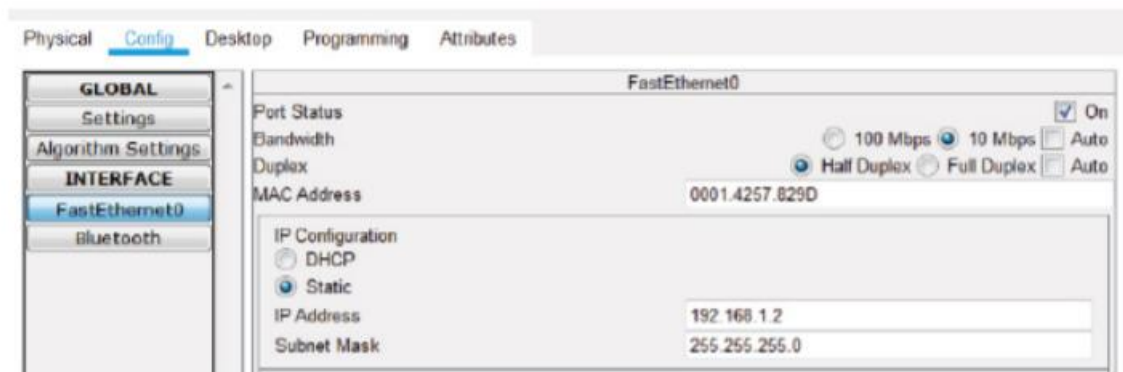 Physical Config Desktop Programming Attributes
GLOBAL
Settings
Algorithm Settings
INTERFACE
FastEthernet0
Bluetooth
FastEthernet0
Port Status On
Bandwidth 100 Mbps 10 Mbps Auto
Duplex Half Duplex Full Duplex Auto
MAC Address 0001.4257.829D
IP Configuration
DHCP
Static
IP Address 192.168.1.2
Subnet Mask 255.255.255.0